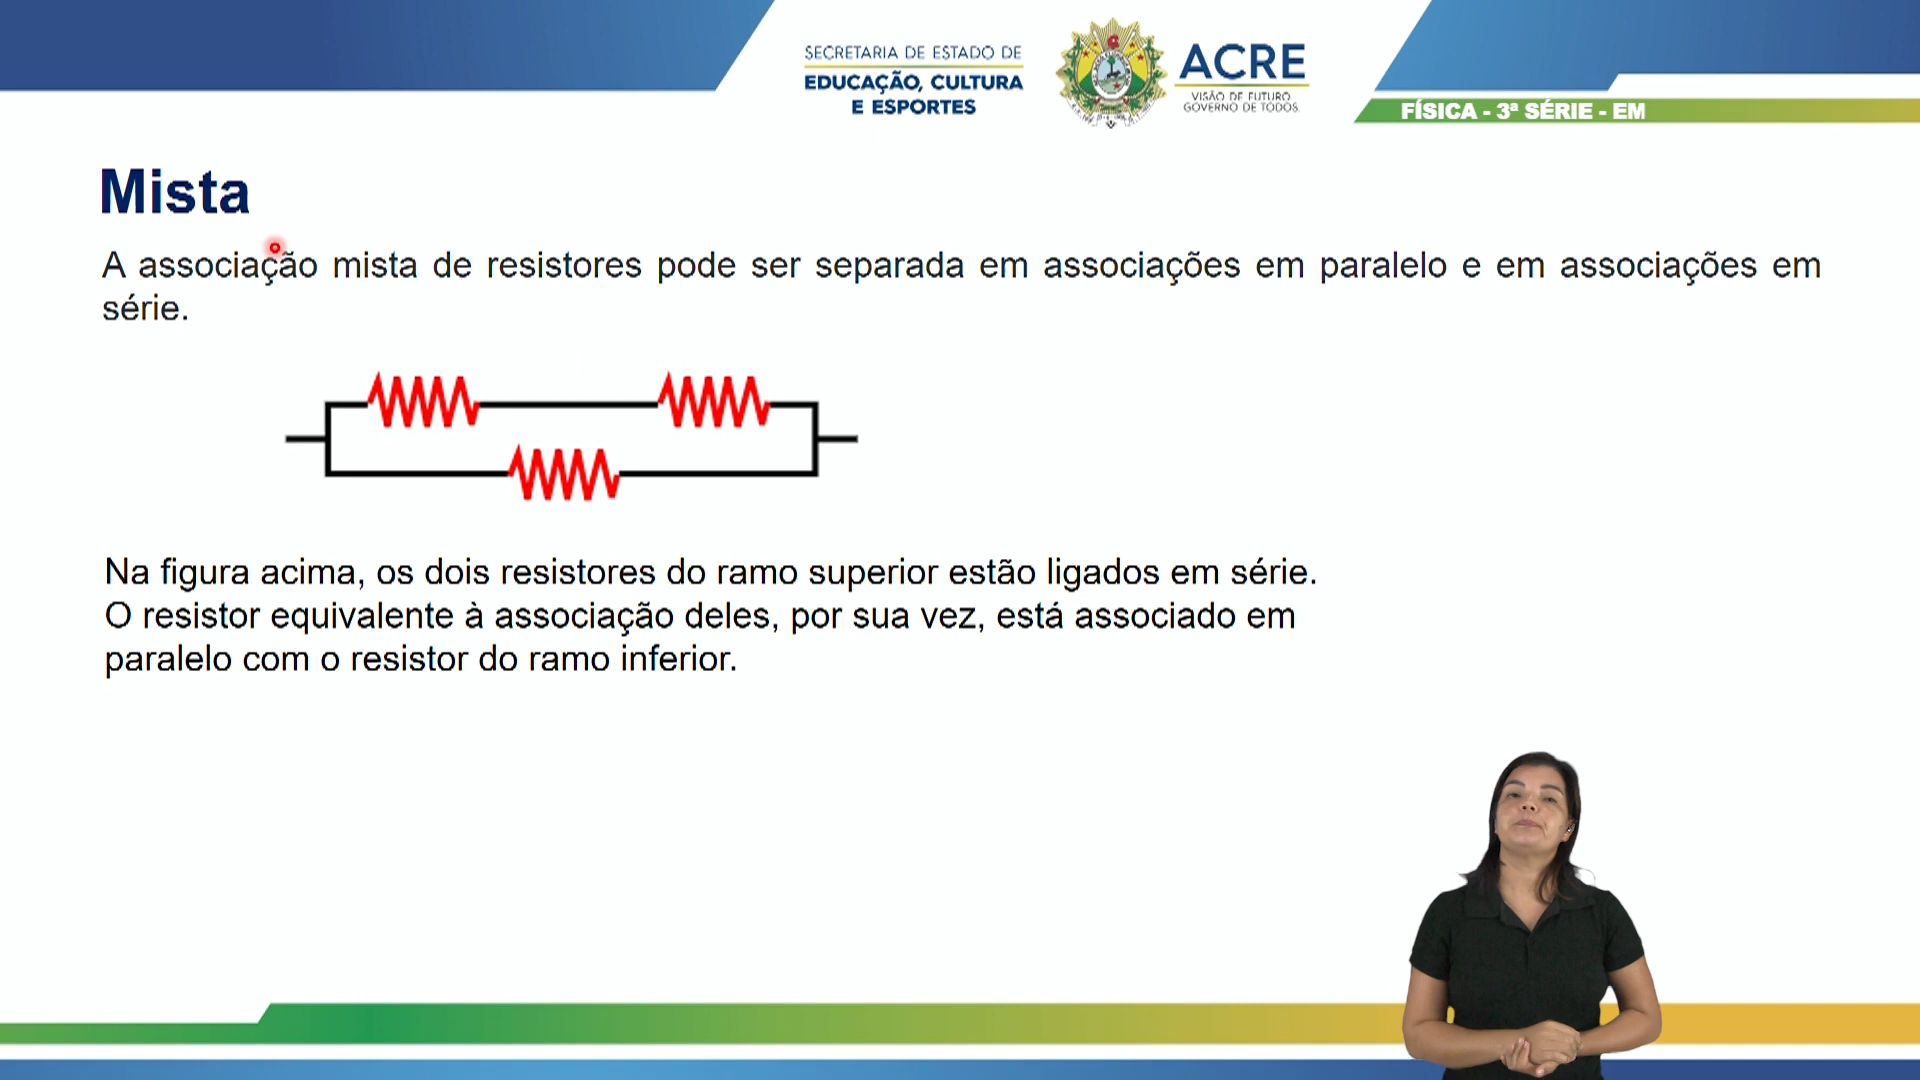 SECRETARIA DE ESTADO DE
EDUCAÇÃO, CULTURA
E ESPORTES
ACRE
VISÃO DE FUTURO
GOVERNO DE TODOS.
FÍSICA - 3ª SÉRIE - EM
Mista
A associação mista de resistores pode ser separada em associações em paralelo e em associações em
série.
Na figura acima, os dois resistores do ramo superior estão ligados em série.
O resistor equivalente à associação deles, por sua vez, está associado em
paralelo com o resistor do ramo inferior.